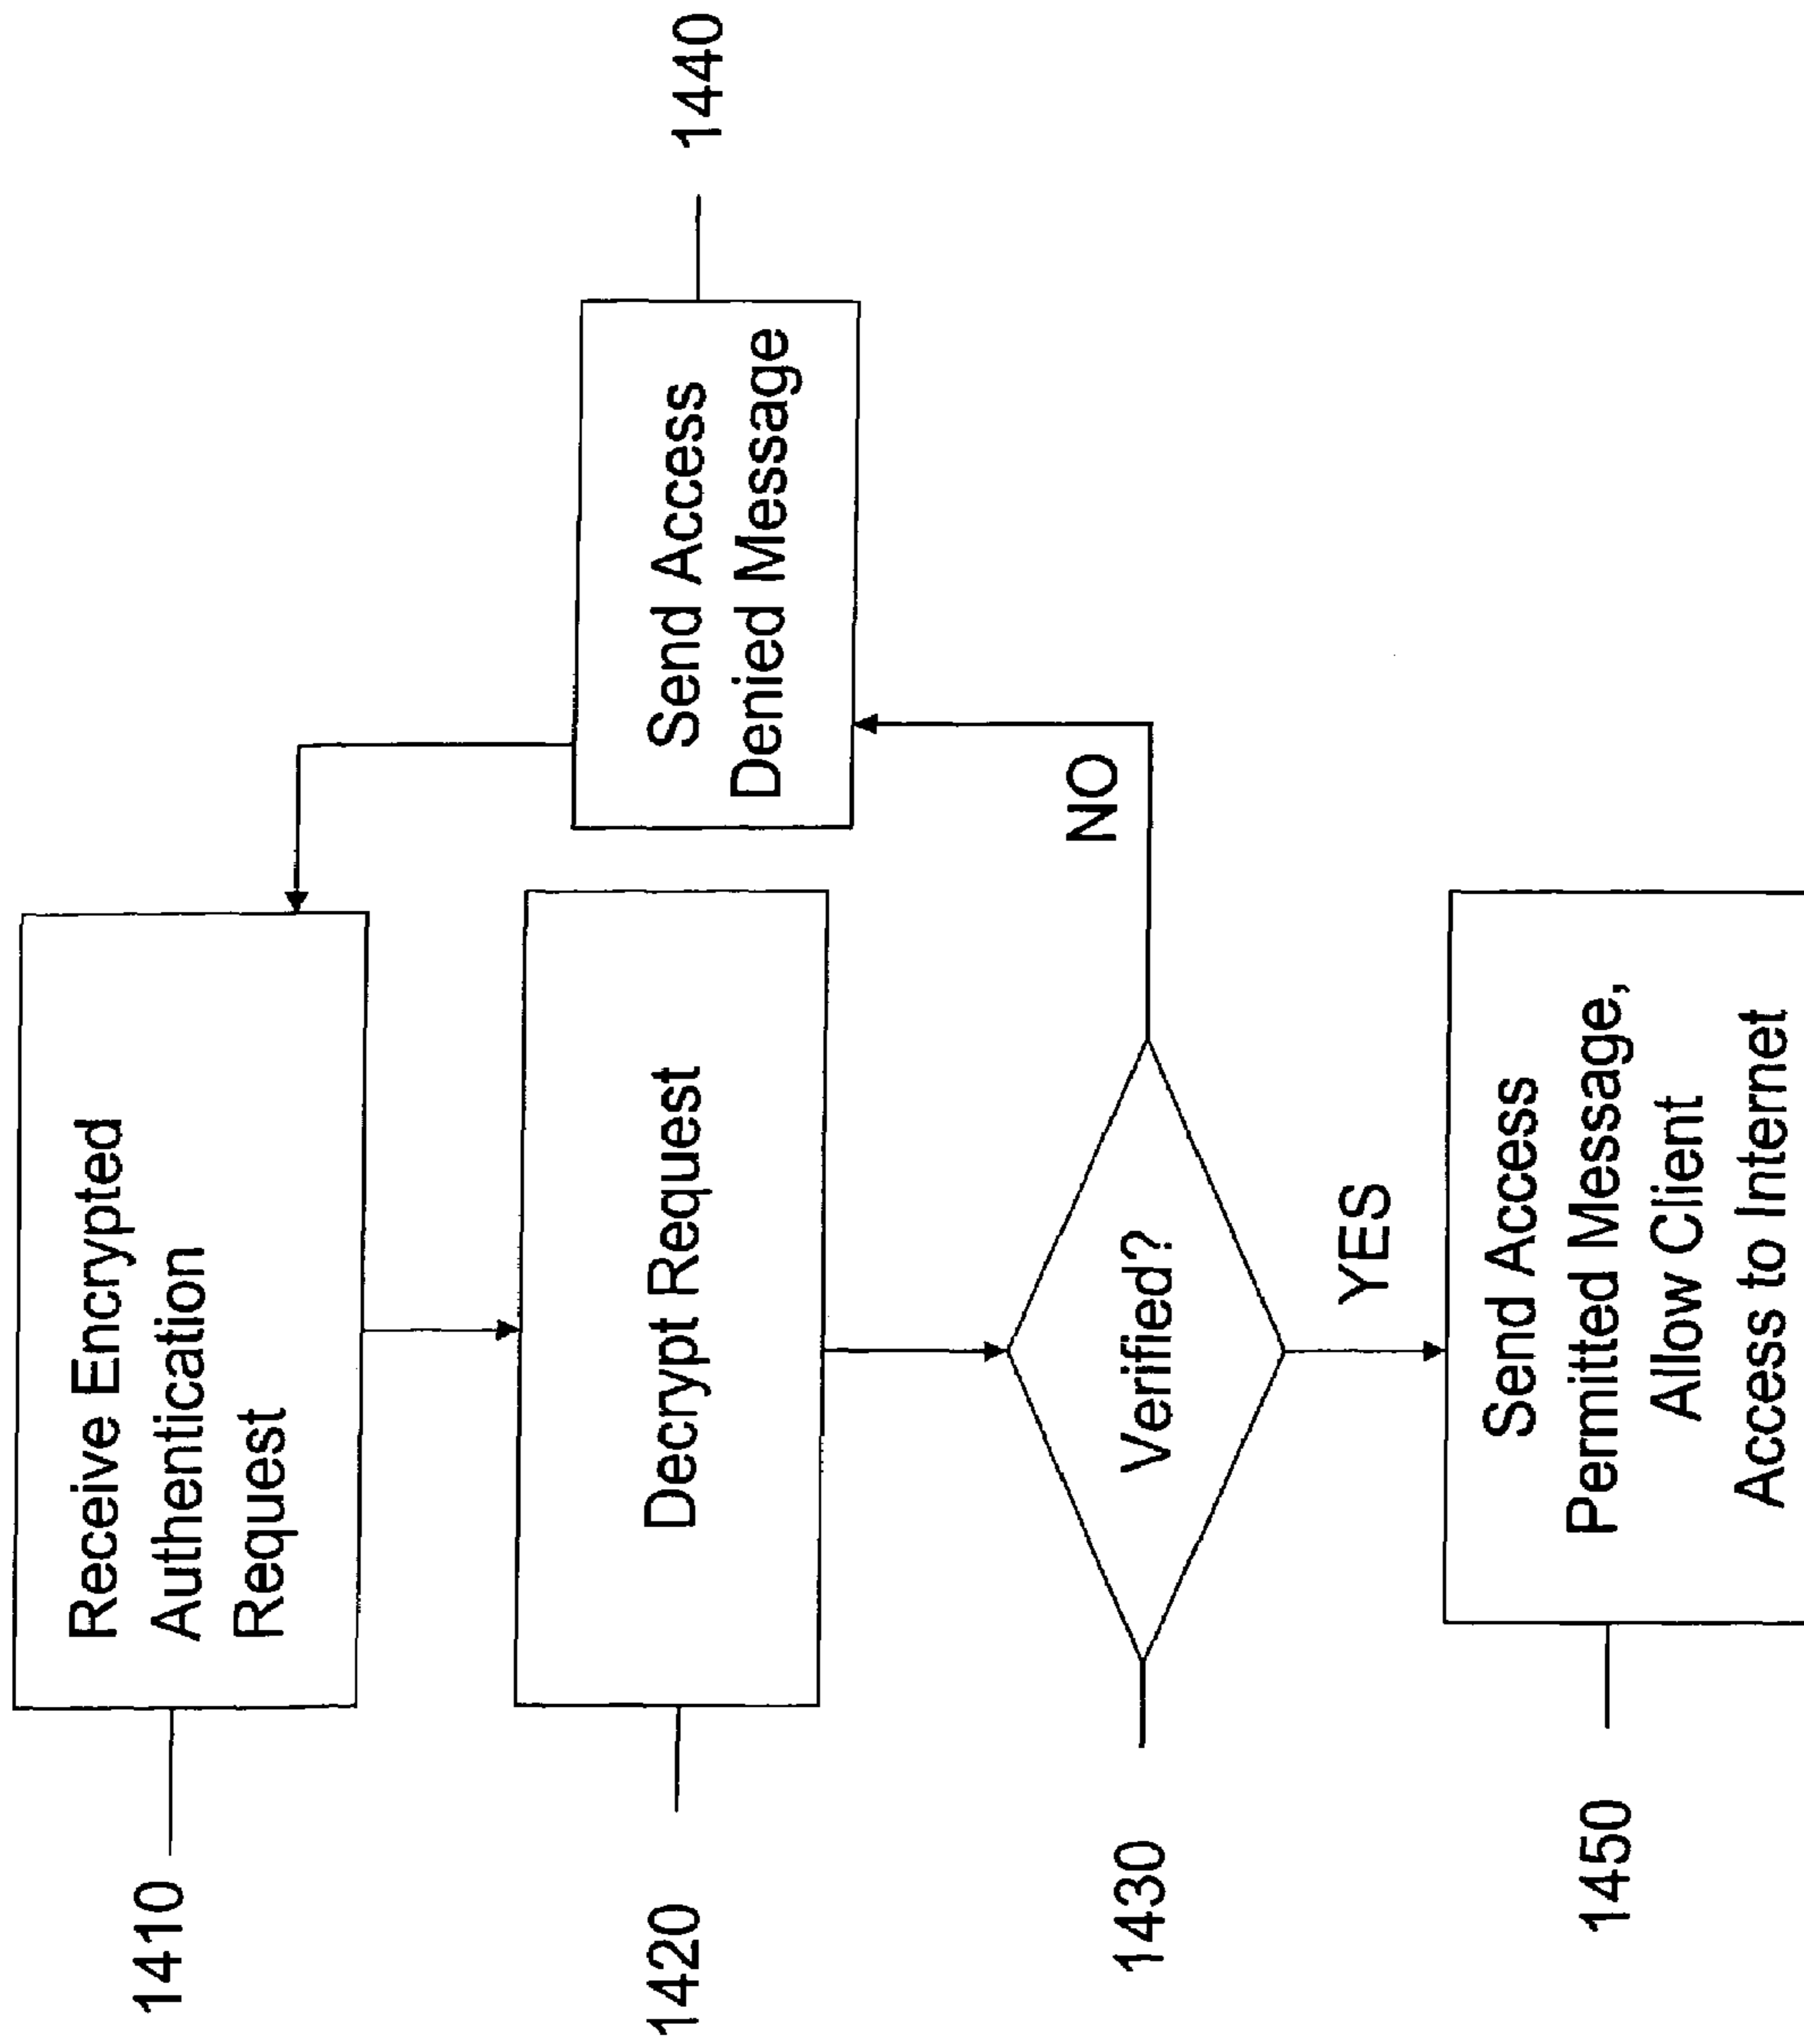 1410
Receive Encrypted
Authentication
Request
1420
Decrypt Request
1440
Send Access
Denied Message
1430
Verified?
NO
YES
1450
Send Access
Permitted Message,
Allow Client
Access to Internet